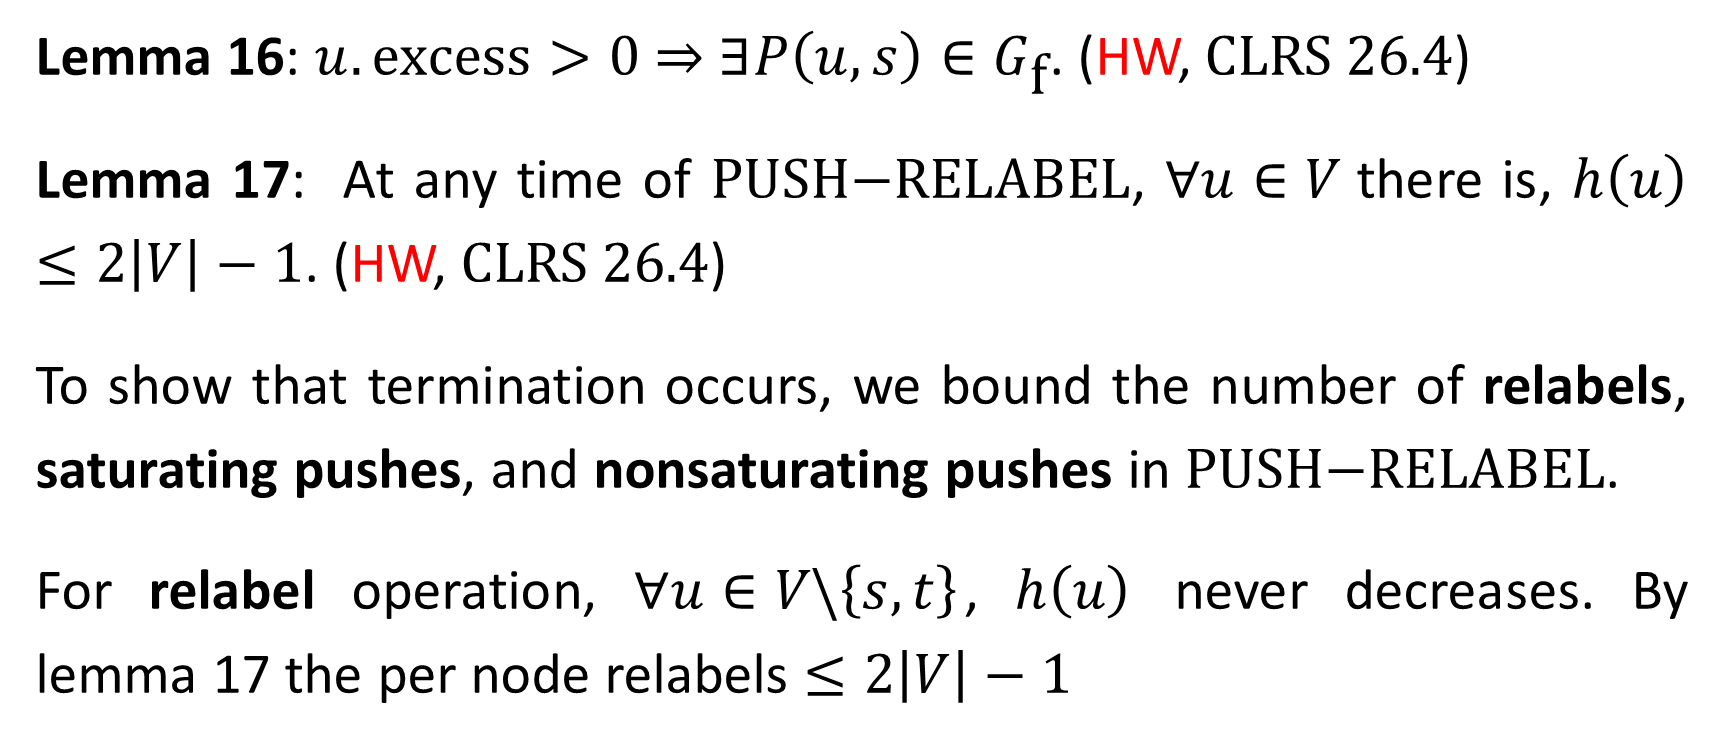 Lemma 16: u.excess > 0 ⇒ ∃P(u, s) ∈ G_f. (HW, CLRS 26.4)
Lemma 17: At any time of PUSH−RELABEL, ∀u ∈ V there is, h(u)
≤ 2|V| − 1. (HW, CLRS 26.4)
To show that termination occurs, we bound the number of relabels,
saturating pushes, and nonsaturating pushes in PUSH−RELABEL.
For relabel operation, ∀u ∈ V\{s, t}, h(u) never decreases. By
lemma 17 the per node relabels ≤ 2|V| − 1